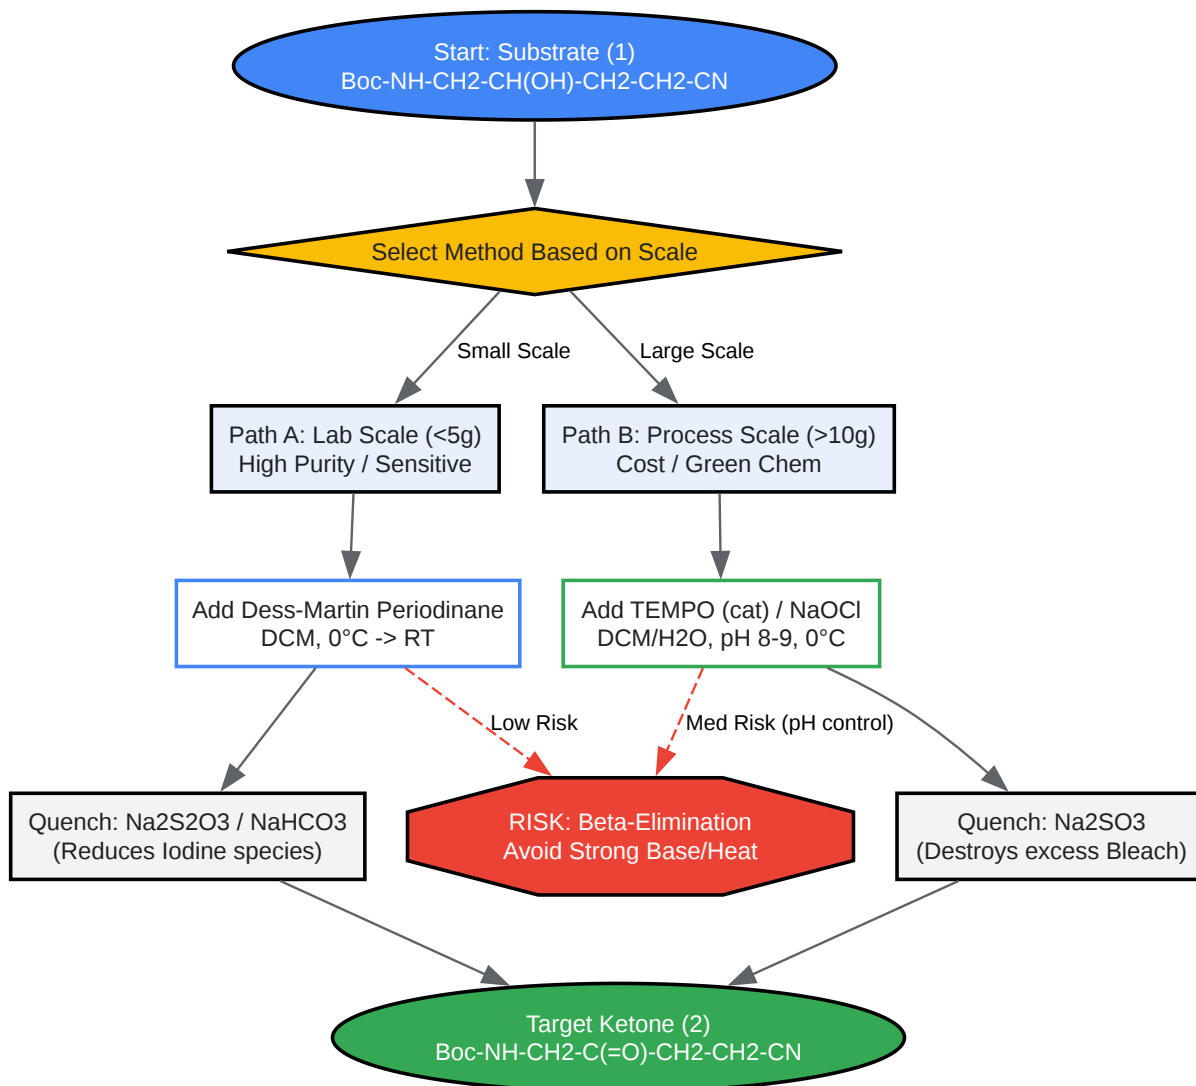 Start: Substrate (1)
Boc-NH-CH2-CH(OH)-CH2-CH2-CN
Select Method Based on Scale
Small Scale
Large Scale
Path A: Lab Scale (<5g)
High Purity / Sensitive
Path B: Process Scale (>10g)
Cost / Green Chem
Add Dess-Martin Periodinane
DCM, 0°C -> RT
Add TEMPO (cat) / NaOCl
DCM/H2O, pH 8-9, 0°C
Low Risk
Med Risk (pH control)
Quench: Na2S2O3 / NaHCO3
(Reduces Iodine species)
RISK: Beta-Elimination
Avoid Strong Base/Heat
Quench: Na2SO3
(Destroys excess Bleach)
Target Ketone (2)
Boc-NH-CH2-C(=O)-CH2-CH2-CN